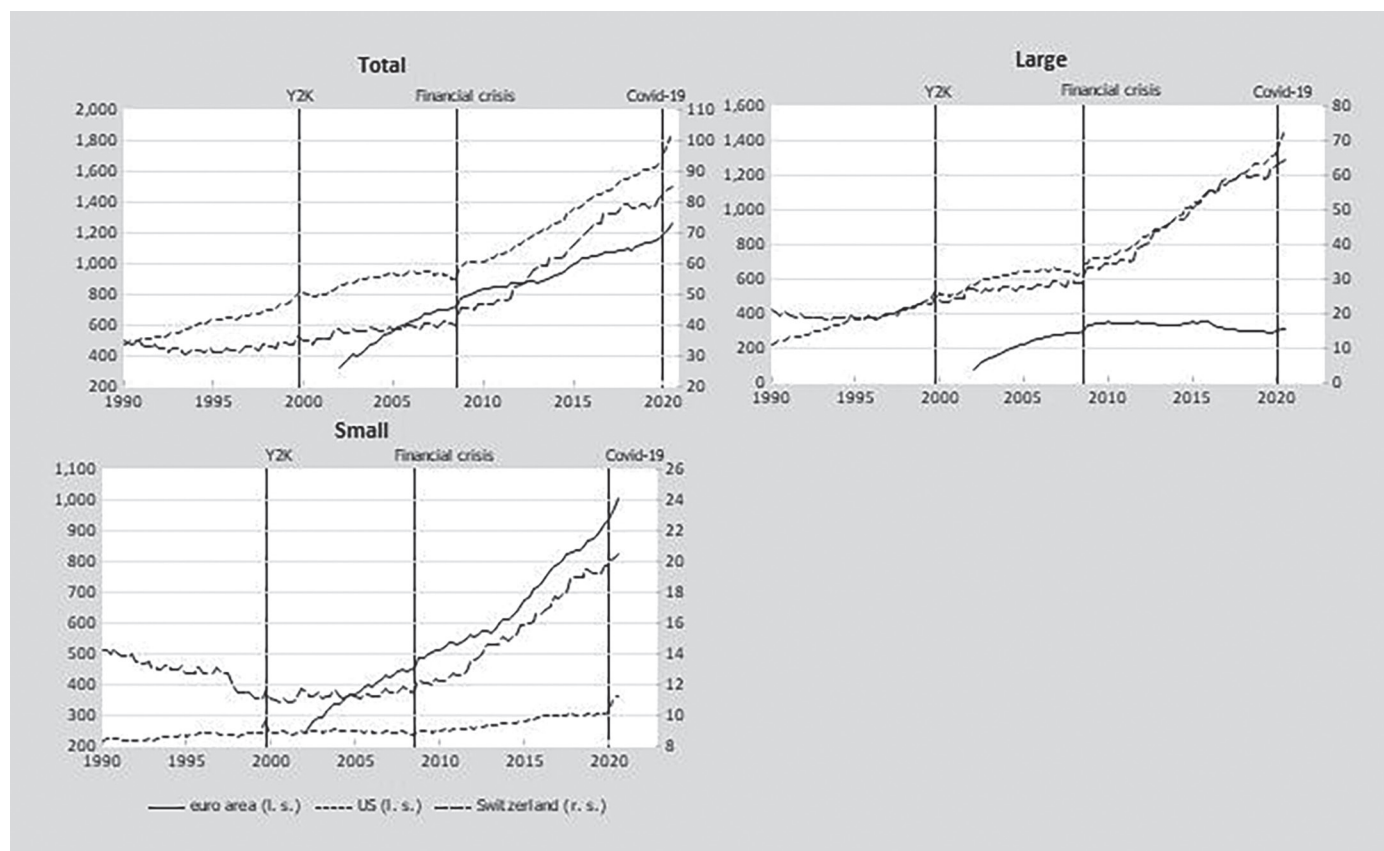 Total
Y2K Financial crisis Covid-19
2,000 110
1,800 100
1,600 90
1,400 80
1,200 70
1,000 60
800 50
600 40
400 30
200 20
1990 1995 2000 2005 2010 2015 2020
Large
Y2K Financial crisis Covid-19
1,600 80
1,400 70
1,200 60
1,000 50
800 40
600 30
400 20
200 10
0 0
1990 1995 2000 2005 2010 2015 2020
Small
Y2K Financial crisis Covid-19
1,100 26
1,000 24
900 22
800 20
700 18
600 16
500 14
400 12
300 10
200 8
1990 1995 2000 2005 2010 2015 2020
euro area (l. s.) US (l. s.) Switzerland (r. s.)